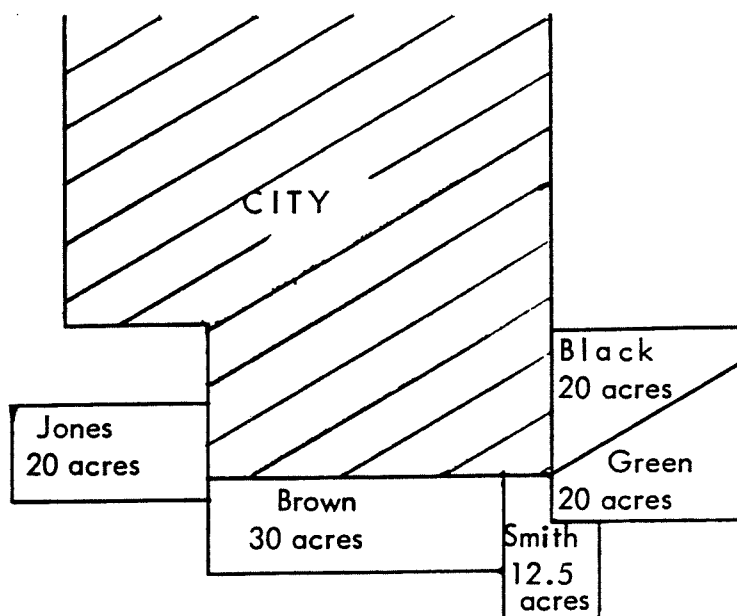 CITY
Black
20 acres
Jones
20 acres
Green
20 acres
Brown
30 acres
Smith
12.5
acres